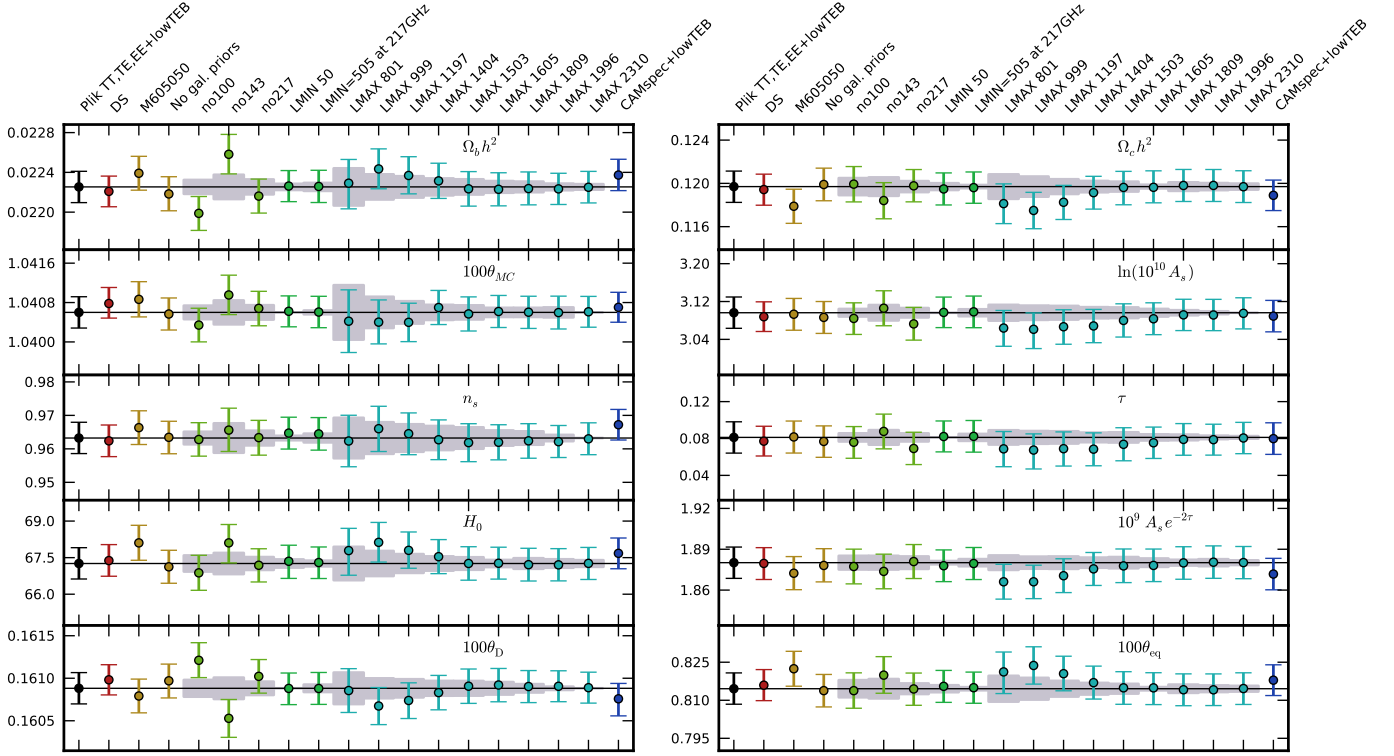 Plik TT,TE,EE+lowTEB
DS
M605050
No gal. priors
no100
no143
no217
LMIN 50
LMIN=505 at 217GHz
LMAX 801
LMAX 999
LMAX 1197
LMAX 1404
LMAX 1503
LMAX 1605
LMAX 1809
LMAX 1996
LMAX 2310
CAMspec+lowTEB
Plik TT,TE,EE+lowTEB
DS
M605050
No gal. priors
no100
no143
no217
LMIN 50
LMIN=505 at 217GHz
LMAX 801
LMAX 999
LMAX 1197
LMAX 1404
LMAX 1503
LMAX 1605
LMAX 1809
LMAX 1996
LMAX 2310
CAMspec+lowTEB
Ω_b h²
0.0228
0.0224
0.0220
100θ_MC
1.0416
1.0408
1.0400
n_s
0.98
0.97
0.96
0.95
H_0
69.0
67.5
66.0
100θ_D
0.1615
0.1610
0.1605
Ω_c h²
0.124
0.120
0.116
ln(10¹⁰ A_s)
3.20
3.12
3.04
τ
0.12
0.08
0.04
10⁹ A_s e^{-2τ}
1.92
1.89
1.86
100θ_eq
0.825
0.810
0.795